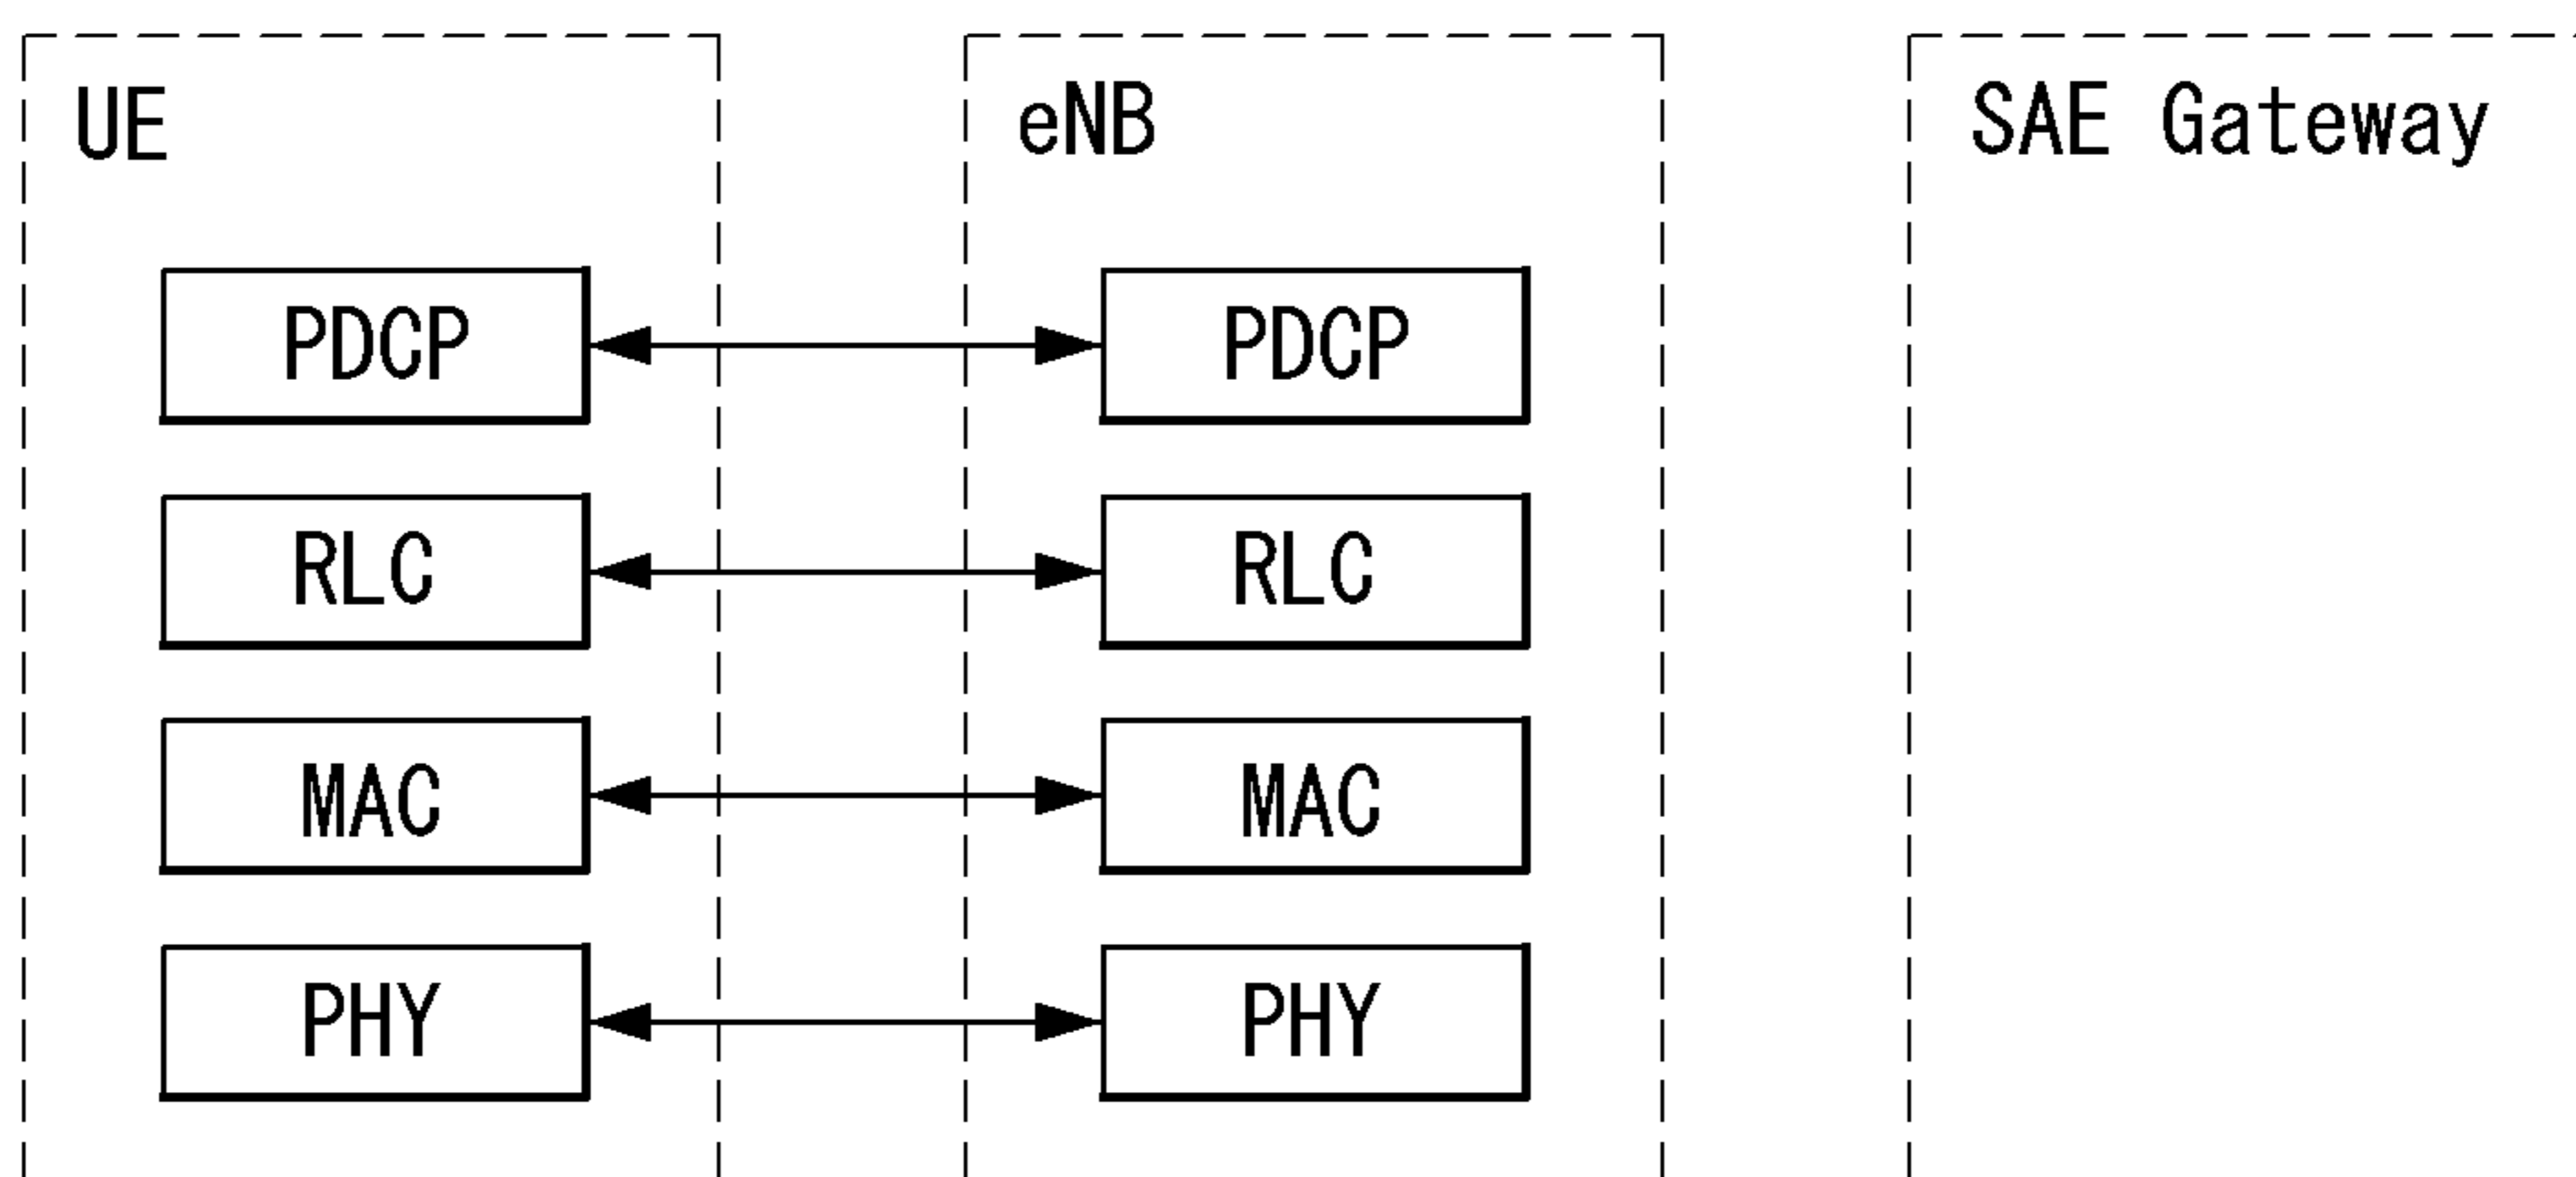 UE
eNB
SAE Gateway
PDCP
PDCP
RLC
RLC
MAC
MAC
PHY
PHY